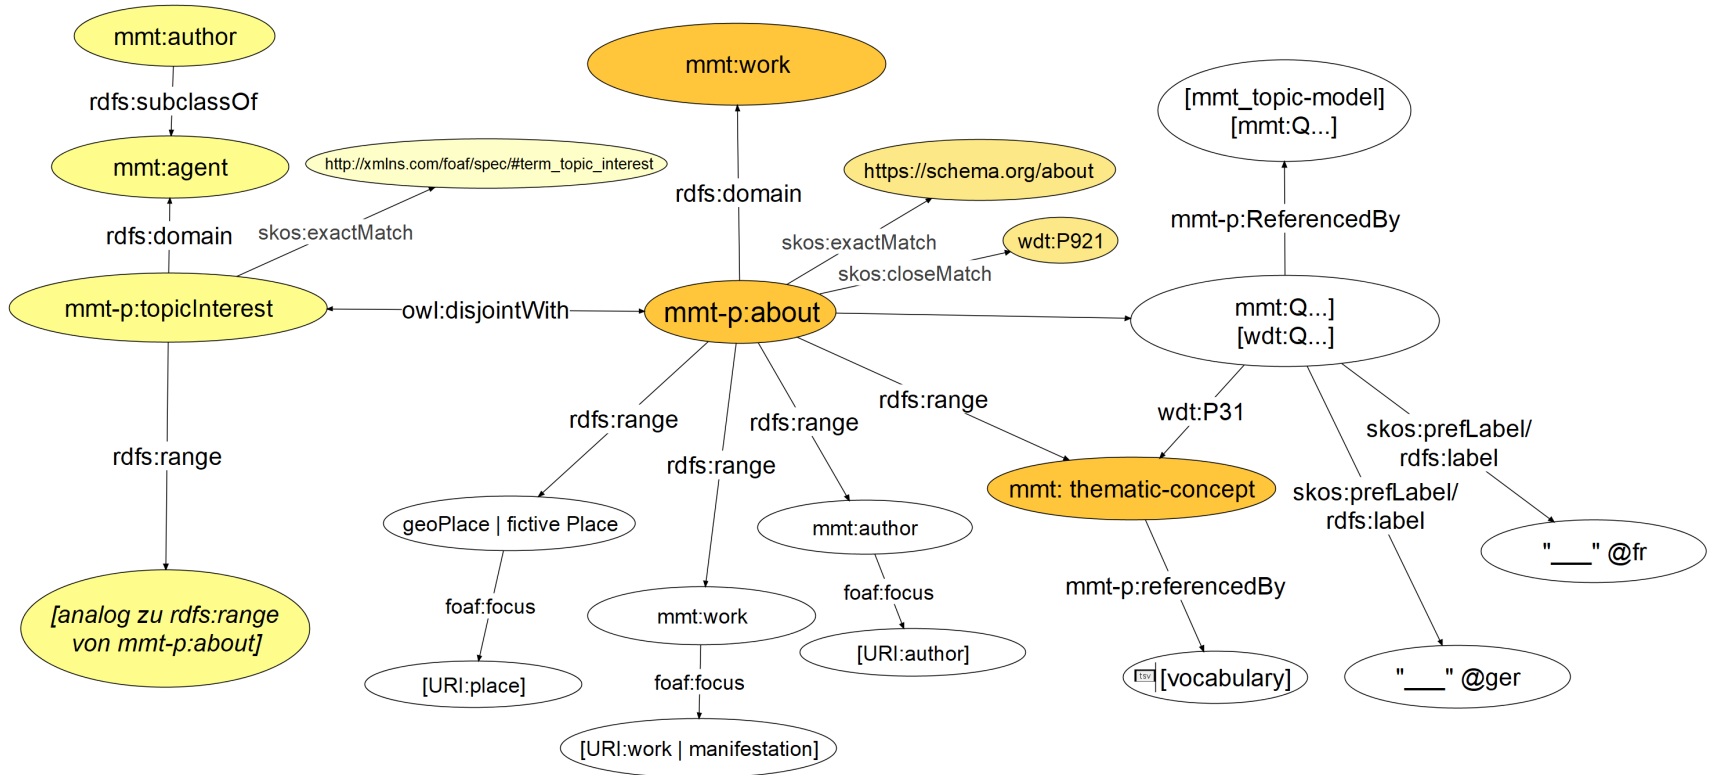 mmt:author
rdfs:subclassOf
mmt:agent
rdfs:domain
http://xmlns.com/foaf/spec/#term_topic_interest
skos:exactMatch
mmt-p:topicInterest
owl:disjointWith
rdfs:range
[analog zu rdfs:range
von mmt-p:about]
mmt:work
rdfs:domain
https://schema.org/about
skos:exactMatch
wdt:P921
skos:closeMatch
mmt-p:about
[mmt_topic-model]
[mmt:Q...]
mmt-p:ReferencedBy
mmt:Q...]
[wdt:Q...]
rdfs:range
rdfs:range
rdfs:range
rdfs:range
wdt:P31
skos:prefLabel/
rdfs:label
skos:prefLabel/
rdfs:label
geoPlace | fictive Place
foaf:focus
[URI:place]
mmt:work
foaf:focus
[URI:work | manifestation]
mmt:author
foaf:focus
[URI:author]
mmt: thematic-concept
mmt-p:referencedBy
tsv [vocabulary]
"___" @fr
"___" @ger